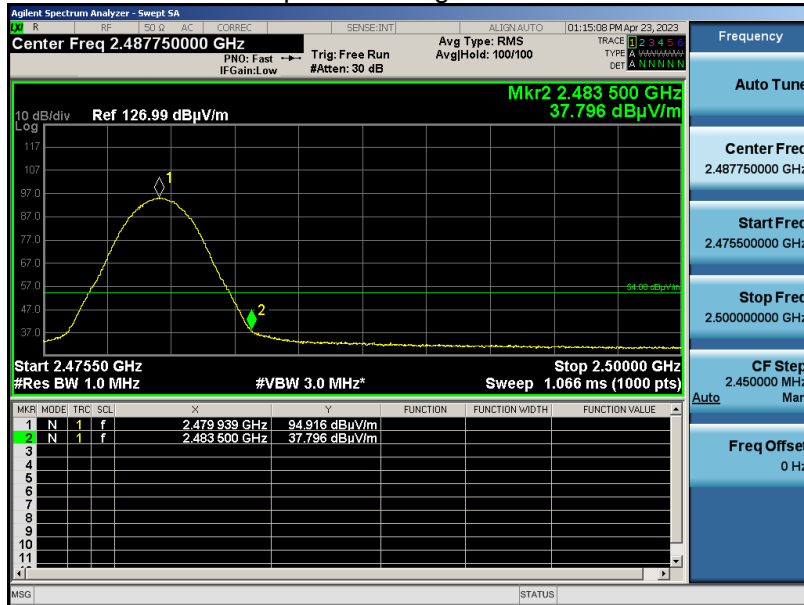 Agilent Spectrum Analyzer - Swept SA
LXI R RF 50 Ω AC CORREC SENSE:INT ALIGN AUTO 01:15:08 PM Apr 23, 2023
Center Freq 2.487750000 GHz
PNO: Fast
IFGain:Low
Trig: Free Run
#Atten: 30 dB
Avg Type: RMS
Avg|Hold: 100/100
TRACE 1 2 3 4 5 6
TYPE A
DET A N N N N N
Mkr2 2.483 500 GHz
37.796 dBµV/m
10 dB/div Ref 126.99 dBµV/m
Log
117
107
97.0
87.0
77.0
67.0
57.0
47.0
37.0
1
2
54.00 dBµV/m
Start 2.47550 GHz Stop 2.50000 GHz
#Res BW 1.0 MHz #VBW 3.0 MHz* Sweep 1.066 ms (1000 pts)
MKR MODE TRC SCL X Y FUNCTION FUNCTION WIDTH FUNCTION VALUE
1 N 1 f 2.479 939 GHz 94.916 dBµV/m
2 N 1 f 2.483 500 GHz 37.796 dBµV/m
3
4
5
6
7
8
9
10
11
MSG STATUS
Frequency
Auto Tune
Center Freq
2.487750000 GHz
Start Freq
2.475500000 GHz
Stop Freq
2.500000000 GHz
CF Step
2.450000 MHz
Auto Man
Freq Offset
0 Hz